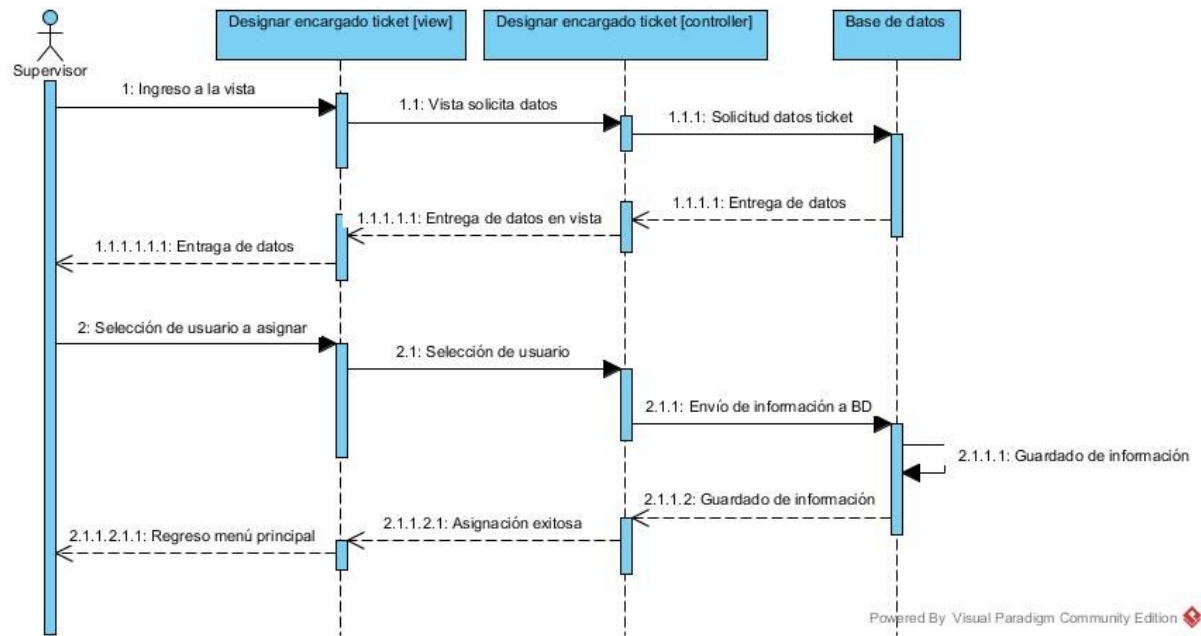 Designar encargado ticket [view]
Designar encargado ticket [controller]
Base de datos
Supervisor
1: Ingreso a la vista
1.1: Vista solicita datos
1.1.1: Solicitud datos ticket
1.1.1.1: Entrega de datos
1.1.1.1.1: Entrega de datos en vista
1.1.1.1.1.1: Entraga de datos
2: Selección de usuario a asignar
2.1: Selección de usuario
2.1.1: Envío de información a BD
2.1.1.1: Guardado de información
2.1.1.2: Guardado de información
2.1.1.2.1: Asignación exitosa
2.1.1.2.1.1: Regreso menú principal
Powered By Visual Paradigm Community Edition